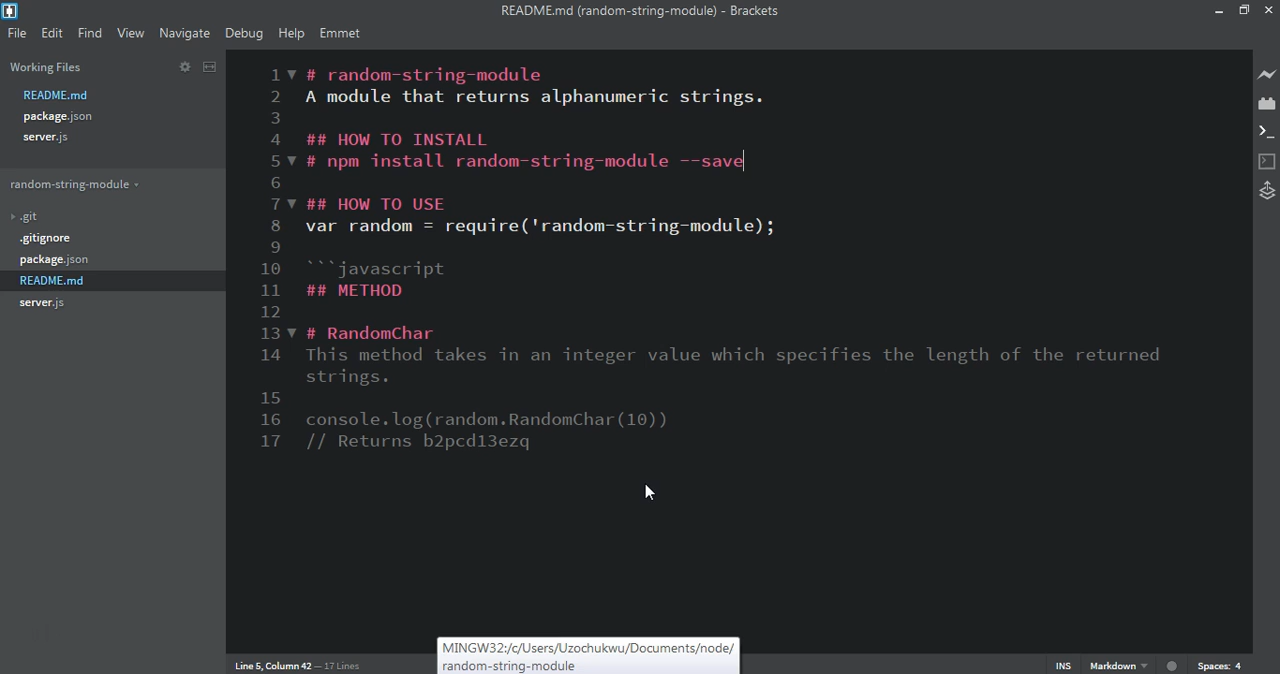 README.md (random-string-module) - Brackets
File Edit Find View Navigate Debug Help Emmet
Working Files
README.md
package.json
server.js
random-string-module
.git
.gitignore
package.json
README.md
server.js
1 # random-string-module
2 A module that returns alphanumeric strings.
3
4 ## HOW TO INSTALL
5 # npm install random-string-module --save
6
7 ## HOW TO USE
8 var random = require('random-string-module);
9
10 ```javascript
11 ## METHOD
12
13 # RandomChar
14 This method takes in an integer value which specifies the length of the returned
strings.
15
16 console.log(random.RandomChar(10))
17 // Returns b2pcd13ezq
MINGW32:/c/Users/Uzochukwu/Documents/node/
random-string-module
Line 5, Column 42 — 17 Lines
INS Markdown Spaces: 4